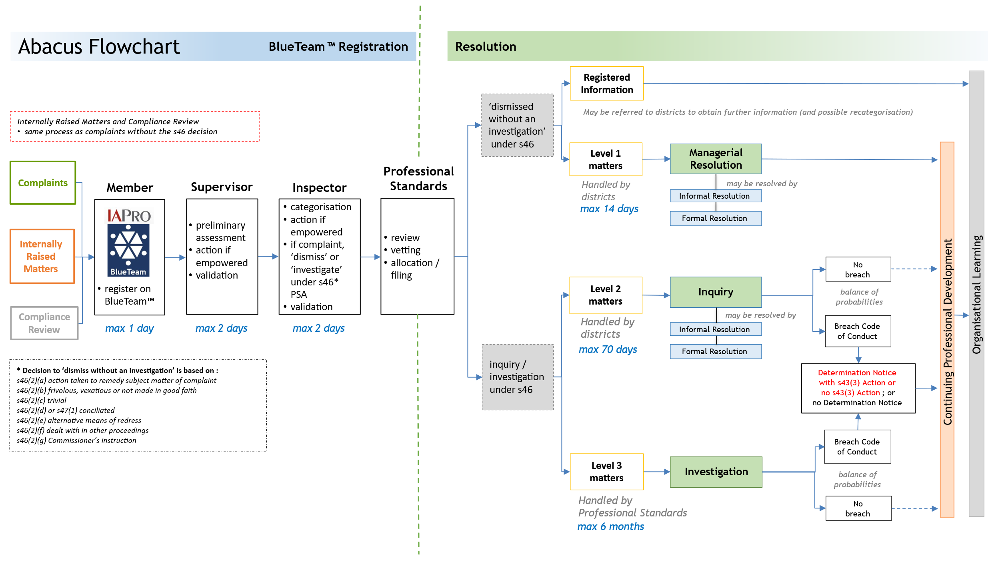 Abacus Flowchart
BlueTeam™ Registration
Resolution
Internally Raised Matters and Compliance Review
• same process as complaints without the s46 decision
Complaints
Internally
Raised
Matters
Compliance
Review
Member
IAPRO
BlueTeam
• register on
BlueTeam™
max 1 day
Supervisor
• preliminary
assessment
• action if
empowered
• validation
max 2 days
Inspector
• categorisation
• action if
empowered
• if complaint,
‘dismiss’ or
‘investigate’
under s46*
PSA
• validation
max 2 days
Professional
Standards
• review
• vetting
• allocation /
filing
* Decision to ‘dismiss without an investigation’ is based on :
s46(2)(a) action taken to remedy subject matter of complaint
s46(2)(b) frivolous, vexatious or not made in good faith
s46(2)(c) trivial
s46(2)(d) or s47(1) conciliated
s46(2)(e) alternative means of redress
s46(2)(f) dealt with in other proceedings
s46(2)(g) Commissioner’s instruction
‘dismissed
without an
investigation’
under s46
Registered
Information
May be referred to districts to obtain further information (and possible recategorisation)
Level 1
matters
Handled by
districts
max 14 days
Managerial
Resolution
may be resolved by
Informal Resolution
Formal Resolution
inquiry /
investigation
under s46
Level 2
matters
Handled by
districts
max 70 days
Inquiry
may be resolved by
Informal Resolution
Formal Resolution
No
breach
balance of
probabilities
Breach Code
of Conduct
Determination Notice
with s43(3) Action or
no s43(3) Action ; or
no Determination Notice
Level 3
matters
Handled by
Professional Standards
max 6 months
Investigation
Breach Code
of Conduct
balance of
probabilities
No
breach
Continuing Professional Development
Organisational Learning